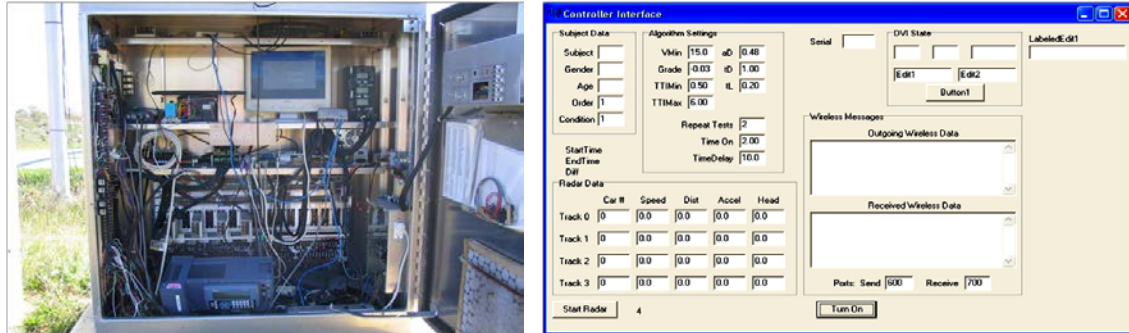 Controller Interface
Subject Data
Subject
Gender
Age
Order 1
Condition 1
StartTime
EndTime
Diff
Algorithm Settings
VMin 15.0 aD 0.48
Grade -0.03 tD 1.00
TTIMin 0.50 tL 0.20
TTIMax 6.00
Repeat Tests 2
Time On 2.00
TimeDelay 10.0
Serial
DVI State
Edit1 Edit2
Button1
LabeledEdit1
Wireless Messages
Outgoing Wireless Data
Received Wireless Data
Ports: Send 600 Receive 700
Radar Data
Car # Speed Dist Accel Head
Track 0 0 0.0 0.0 0.0 0.0
Track 1 0 0.0 0.0 0.0 0.0
Track 2 0 0.0 0.0 0.0 0.0
Track 3 0 0.0 0.0 0.0 0.0
Start Radar 4
Turn On